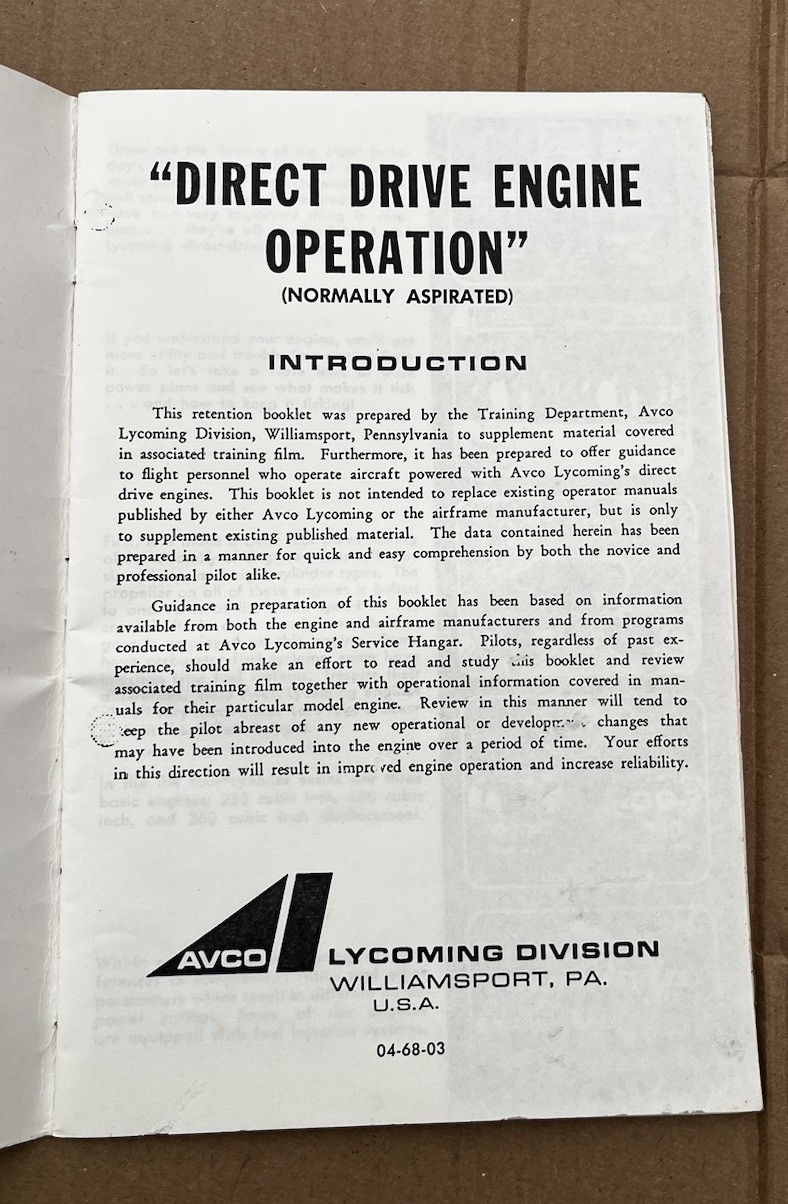 “DIRECT DRIVE ENGINE
OPERATION”
(NORMALLY ASPIRATED)
INTRODUCTION
This retention booklet was prepared by the Training Department, Avco
Lycoming Division, Williamsport, Pennsylvania to supplement material covered
in associated training film. Furthermore, it has been prepared to offer guidance
to flight personnel who operate aircraft powered with Avco Lycoming's direct
drive engines. This booklet is not intended to replace existing operator manuals
published by either Avco Lycoming or the airframe manufacturer, but is only
to supplement existing published material. The data contained herein has been
prepared in a manner for quick and easy comprehension by both the novice and
professional pilot alike.
Guidance in preparation of this booklet has been based on information
available from both the engine and airframe manufacturers and from programs
conducted at Avco Lycoming's Service Hangar. Pilots, regardless of past ex-
perience, should make an effort to read and study this booklet and review
associated training film together with operational information covered in man-
uals for their particular model engine. Review in this manner will tend to
keep the pilot abreast of any new operational or development changes that
may have been introduced into the engine over a period of time. Your efforts
in this direction will result in improved engine operation and increase reliability.
AVCO LYCOMING DIVISION
WILLIAMSPORT, PA.
U.S.A.
04-68-03